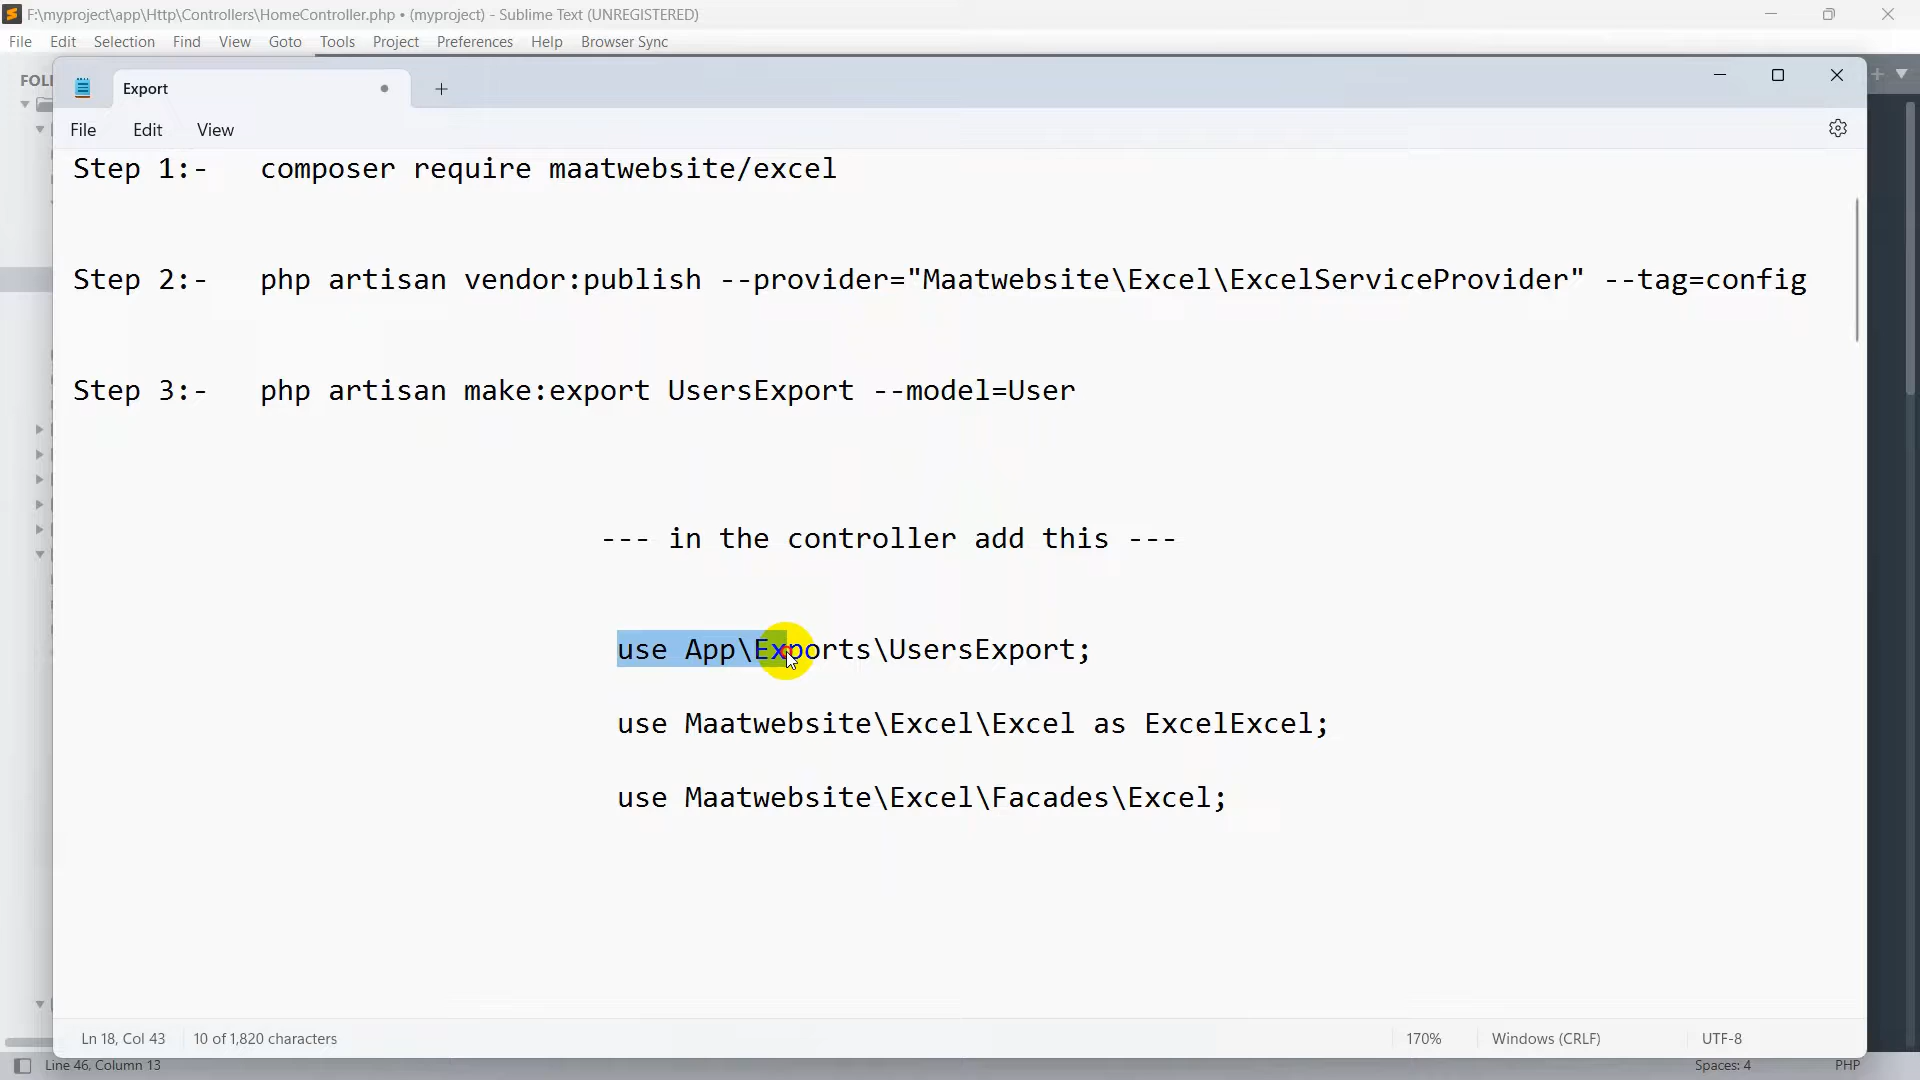 F:\myproject\app\Http\Controllers\HomeController.php • (myproject) - Sublime Text (UNREGISTERED)
File Edit Selection Find View Goto Tools Project Preferences Help Browser Sync
Export
File Edit View
Step 1:- composer require maatwebsite/excel
Step 2:- php artisan vendor:publish --provider="Maatwebsite\Excel\ExcelServiceProvider" --tag=config
Step 3:- php artisan make:export UsersExport --model=User
--- in the controller add this ---
use App\Exports\UsersExport;
use Maatwebsite\Excel\Excel as ExcelExcel;
use Maatwebsite\Excel\Facades\Excel;
Ln 18, Col 43 10 of 1,820 characters 170% Windows (CRLF) UTF-8
Line 46, Column 13 Spaces: 4 PHP